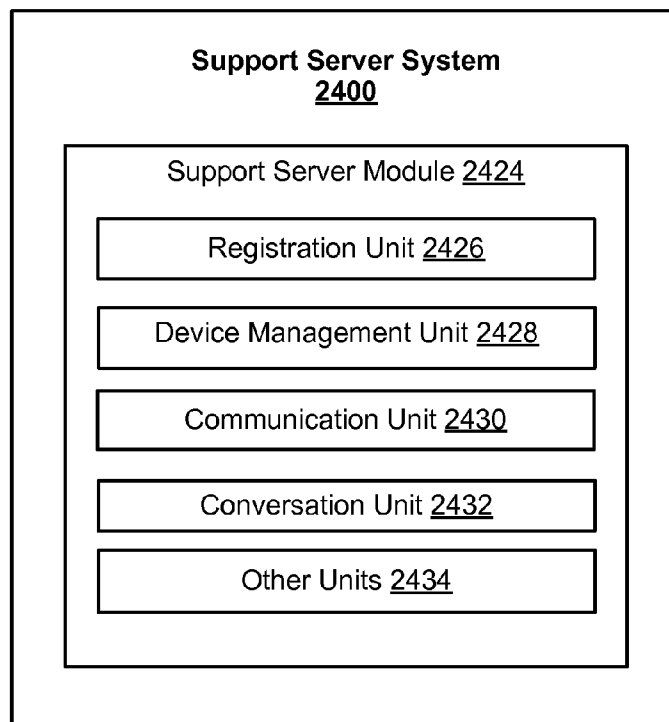 Support Server System
2400
Support Server Module 2424
Registration Unit 2426
Device Management Unit 2428
Communication Unit 2430
Conversation Unit 2432
Other Units 2434